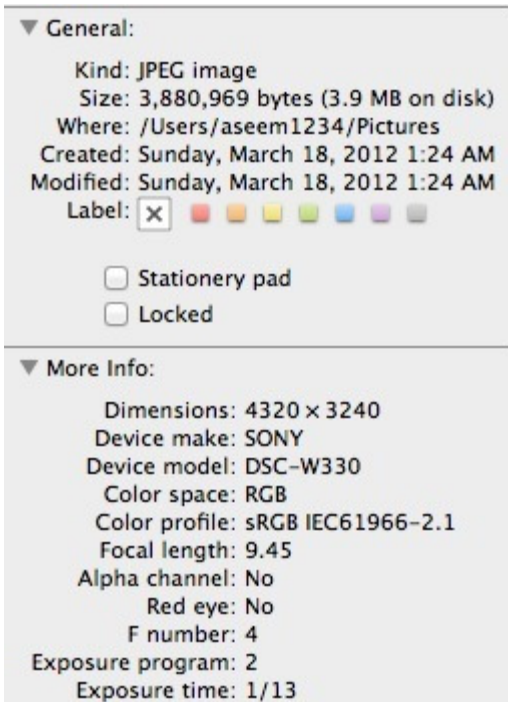 General:
Kind: JPEG image
Size: 3,880,969 bytes (3.9 MB on disk)
Where: /Users/aseem1234/Pictures
Created: Sunday, March 18, 2012 1:24 AM
Modified: Sunday, March 18, 2012 1:24 AM
Label:
Stationery pad
Locked
More Info:
Dimensions: 4320 × 3240
Device make: SONY
Device model: DSC-W330
Color space: RGB
Color profile: sRGB IEC61966-2.1
Focal length: 9.45
Alpha channel: No
Red eye: No
F number: 4
Exposure program: 2
Exposure time: 1/13